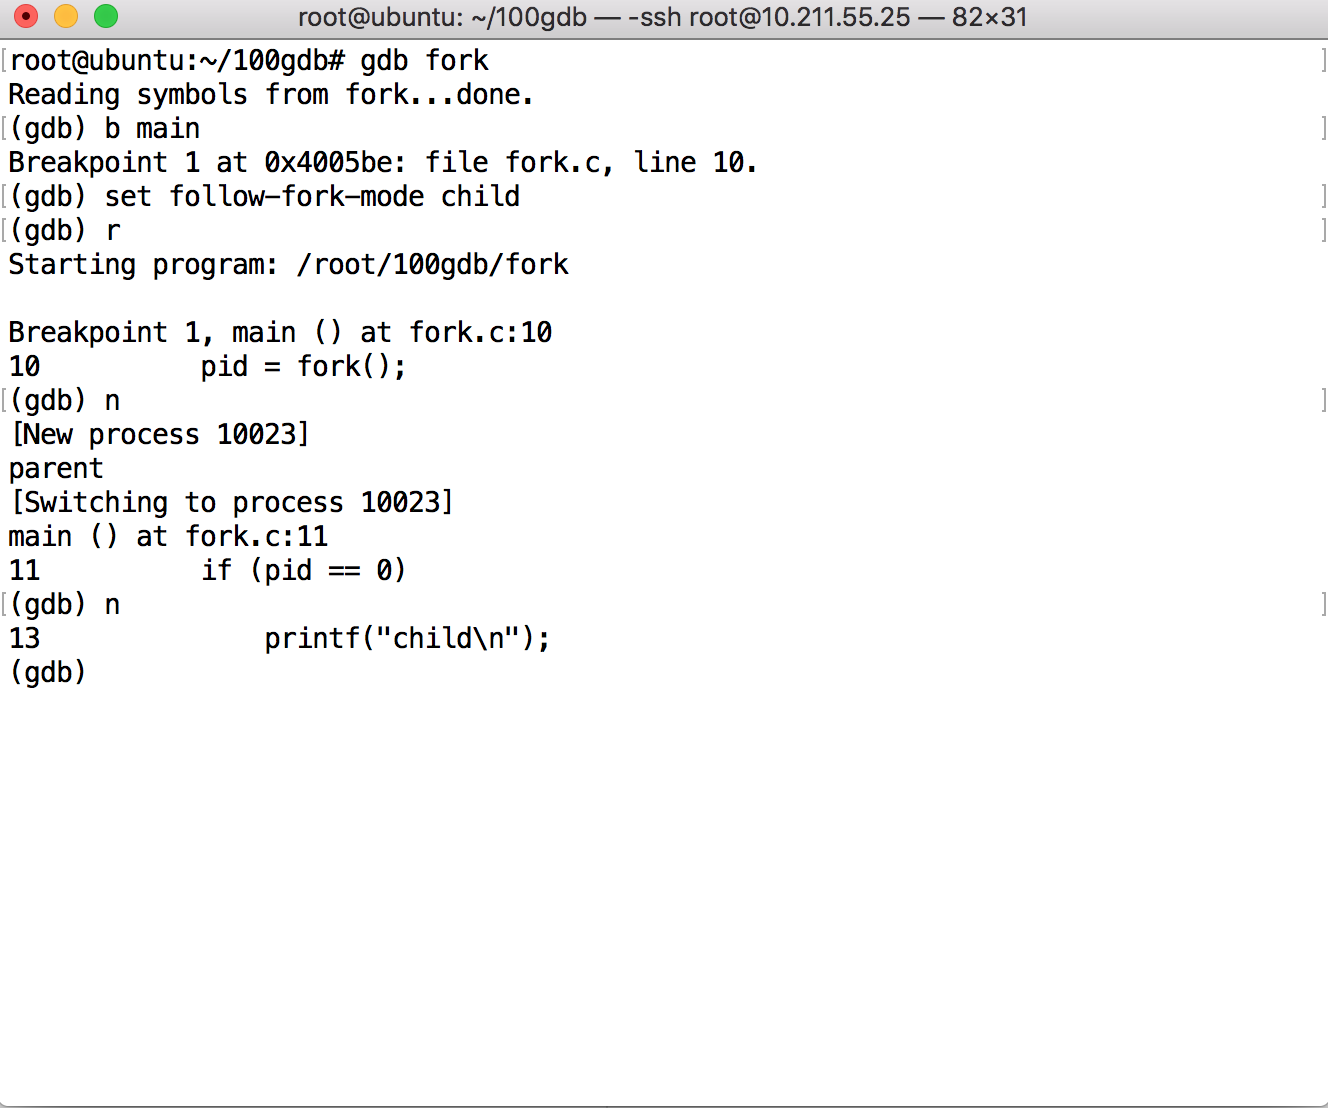 root@ubuntu: ~/100gdb — -ssh root@10.211.55.25 — 82×31
[root@ubuntu:~/100gdb# gdb fork ]
Reading symbols from fork...done.
[(gdb) b main ]
Breakpoint 1 at 0x4005be: file fork.c, line 10.
[(gdb) set follow-fork-mode child ]
[(gdb) r ]
Starting program: /root/100gdb/fork
Breakpoint 1, main () at fork.c:10
10          pid = fork();
[(gdb) n ]
[New process 10023]
parent
[Switching to process 10023]
main () at fork.c:11
11          if (pid == 0)
[(gdb) n ]
13              printf("child\n");
(gdb)